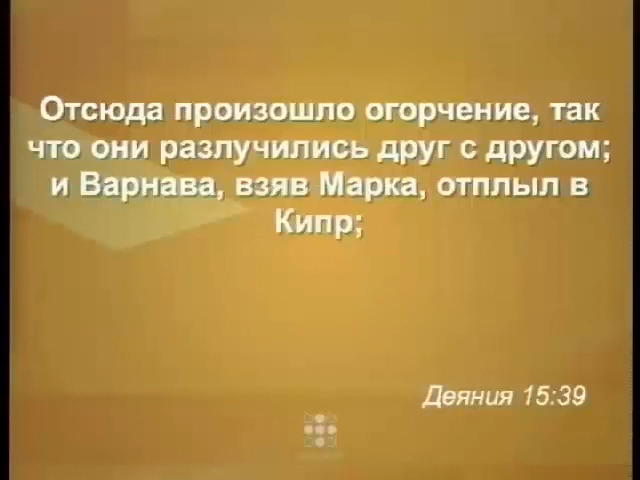 Отсюда произошло огорчение, так
что они разлучились друг с другом;
и Варнава, взяв Марка, отплыл в
Кипр;
Деяния 15:39